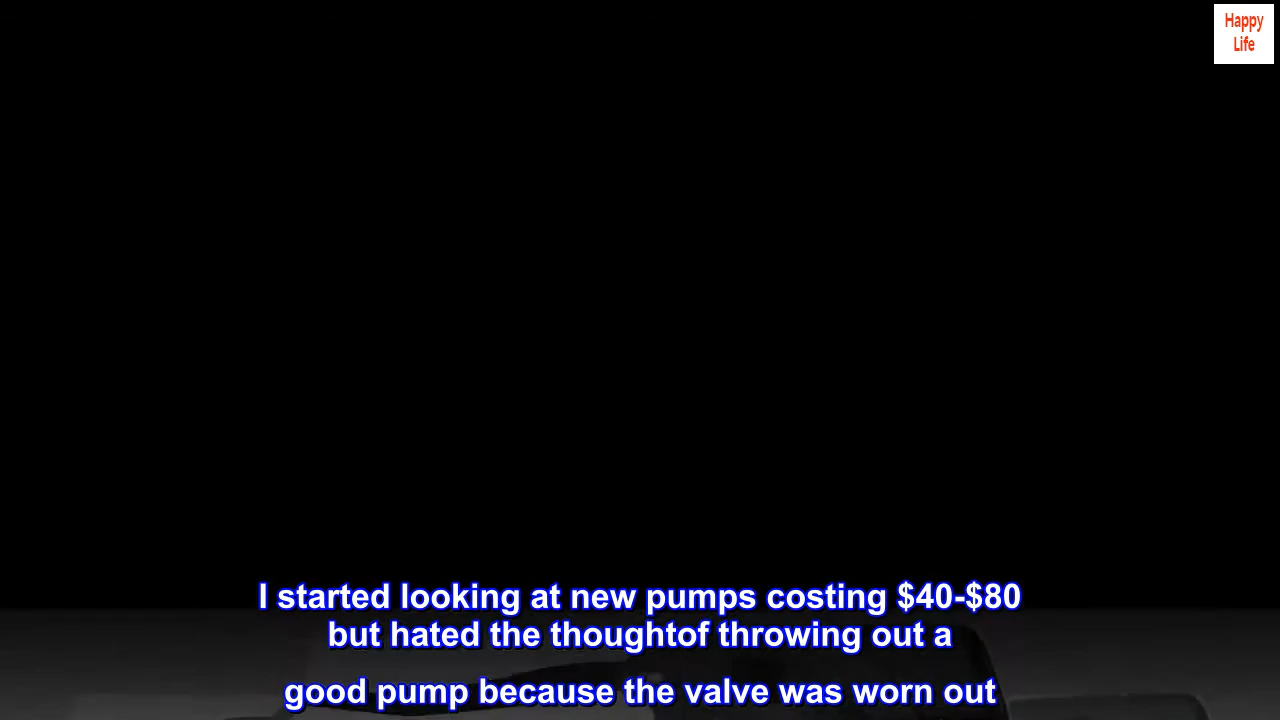 Happy
Life
I started looking at new pumps costing $40-$80
but hated the thoughtof throwing out a
good pump because the valve was worn out